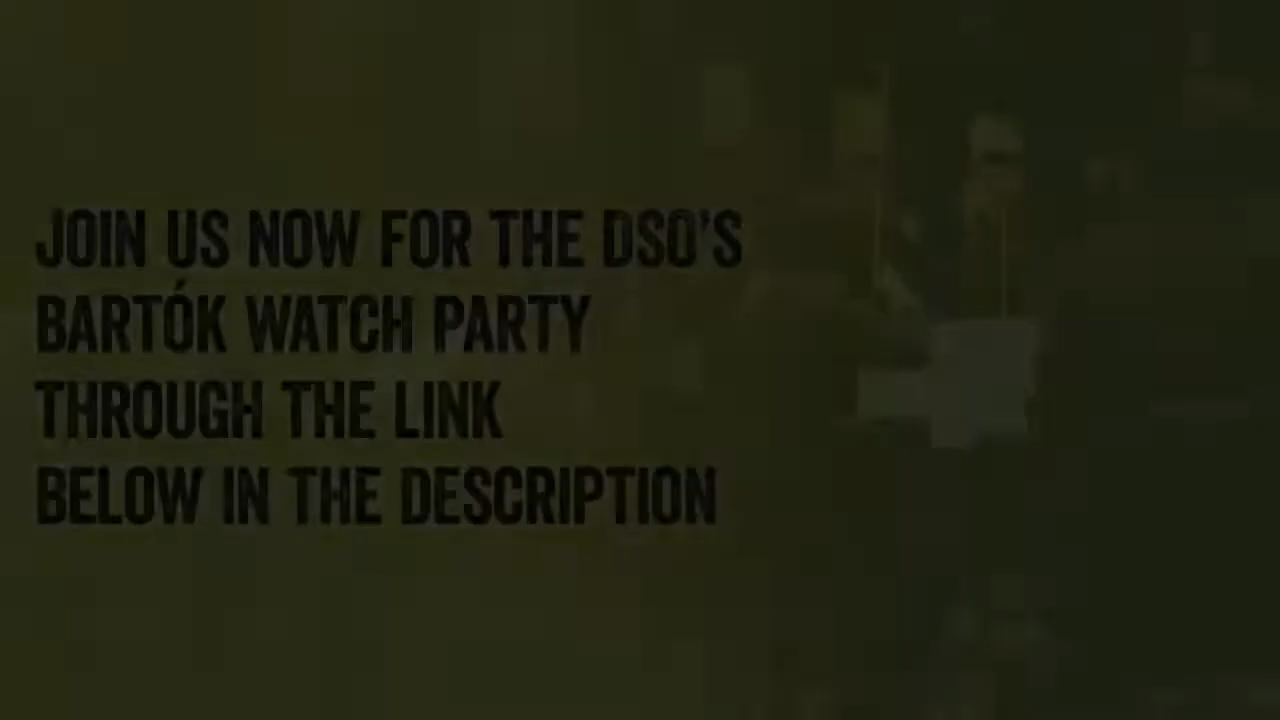 JOIN US NOW FOR THE DSO'S
BARTÓK WATCH PARTY
THROUGH THE LINK
BELOW IN THE DESCRIPTION